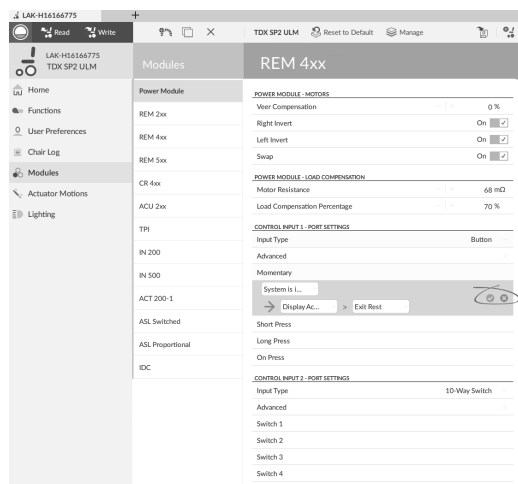 LAK-H16166775 +
Read Write TDX SP2 ULM Reset to Default Manage
LAK-H16166775
TDX SP2 ULM
Home
Functions
User Preferences
Chair Log
Modules
Actuator Motions
Lighting
Modules
Power Module
REM 2xx
REM 4xx
REM 5xx
CR 4xx
ACU 2xx
TPI
IN 200
IN 500
ACT 200-1
ASL Switched
ASL Proportional
IDC
REM 4xx
POWER MODULE - MOTORS
Veer Compensation - + 0 %
Right Invert On
Left Invert On
Swap On
POWER MODULE - LOAD COMPENSATION
Motor Resistance - + 68 mΩ
Load Compensation Percentage - + 70 %
CONTROL INPUT 1 - PORT SETTINGS
Input Type Button
Advanced
Momentary
System is i...
Display Ac... > Exit Rest
Short Press
Long Press
On Press
CONTROL INPUT 2 - PORT SETTINGS
Input Type 10-Way Switch
Advanced
Switch 1
Switch 2
Switch 3
Switch 4